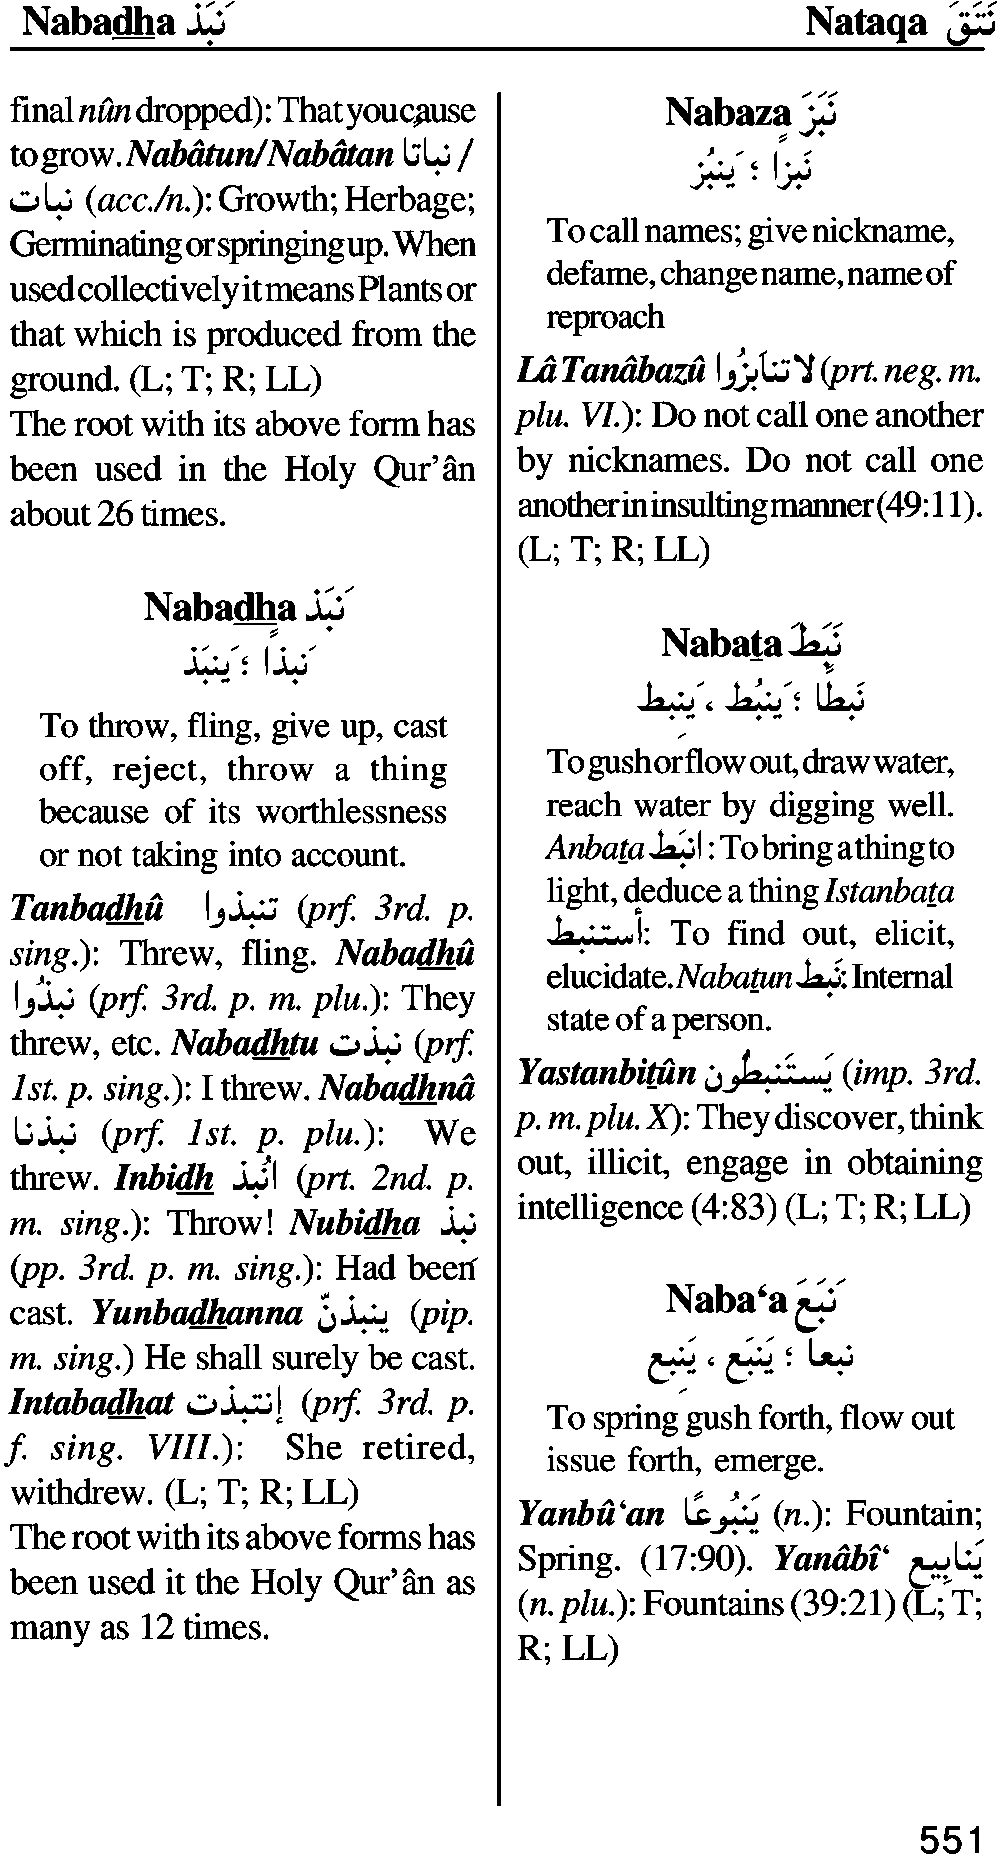 Nabadha نَبَذَ
Nataqa نَتَقَ
final nûn dropped): That you cause
to grow. Nabâtun/Nabâtan نباتا /
نبات (acc./n.): Growth; Herbage;
Germinating or springing up. When
used collectively it means Plants or
that which is produced from the
ground. (L; T; R; LL)
The root with its above form has
been used in the Holy Qur’ân
about 26 times.
Nabadha نَبَذَ
نَبذاً ؛ يَنبَذ
To throw, fling, give up, cast
off, reject, throw a thing
because of its worthlessness
or not taking into account.
Tanbadhû تنبذوا (prf. 3rd. p.
sing.): Threw, fling. Nabadhû
نبذُوا (prf. 3rd. p. m. plu.): They
threw, etc. Nabadhtu نبذت (prf.
1st. p. sing.): I threw. Nabadhnâ
نبذنا (prf. 1st. p. plu.): We
threw. Inbidh انُبذ (prt. 2nd. p.
m. sing.): Throw! Nubidha نبذ
(pp. 3rd. p. m. sing.): Had been
cast. Yunbadhanna ينبذنّ (pip.
m. sing.) He shall surely be cast.
Intabadhat إنتبذت (prf. 3rd. p.
f. sing. VIII.): She retired,
withdrew. (L; T; R; LL)
The root with its above forms has
been used it the Holy Qur’ân as
many as 12 times.
Nabaza نَبَزَ
نَبزاً ؛ يَنبُز
To call names; give nickname,
defame, change name, name of
reproach
Lâ Tanâbazû لا تنَابَزُوا (prt. neg. m.
plu. VI.): Do not call one another
by nicknames. Do not call one
another in insulting manner (49:11).
(L; T; R; LL)
Nabata نَبَطَ
نَبطاً ؛ يَنبُط ، يَنبِط
To gush or flow out, draw water,
reach water by digging well.
Anbata انبَط : To bring a thing to
light, deduce a thing Istanbata
أستنبط: To find out, elicit,
elucidate. Nabatun نَبط: Internal
state of a person.
Yastanbitûn يَستَنبطُون (imp. 3rd.
p. m. plu. X): They discover, think
out, illicit, engage in obtaining
intelligence (4:83) (L; T; R; LL)
Naba‘a نَبَعَ
نبعا ؛ يَنبَع ، يَنبِع
To spring gush forth, flow out
issue forth, emerge.
Yanbû‘an يَنبُوعًا (n.): Fountain;
Spring. (17:90). Yanâbî‘ يَنابِيع
(n. plu.): Fountains (39:21) (L; T;
R; LL)
551